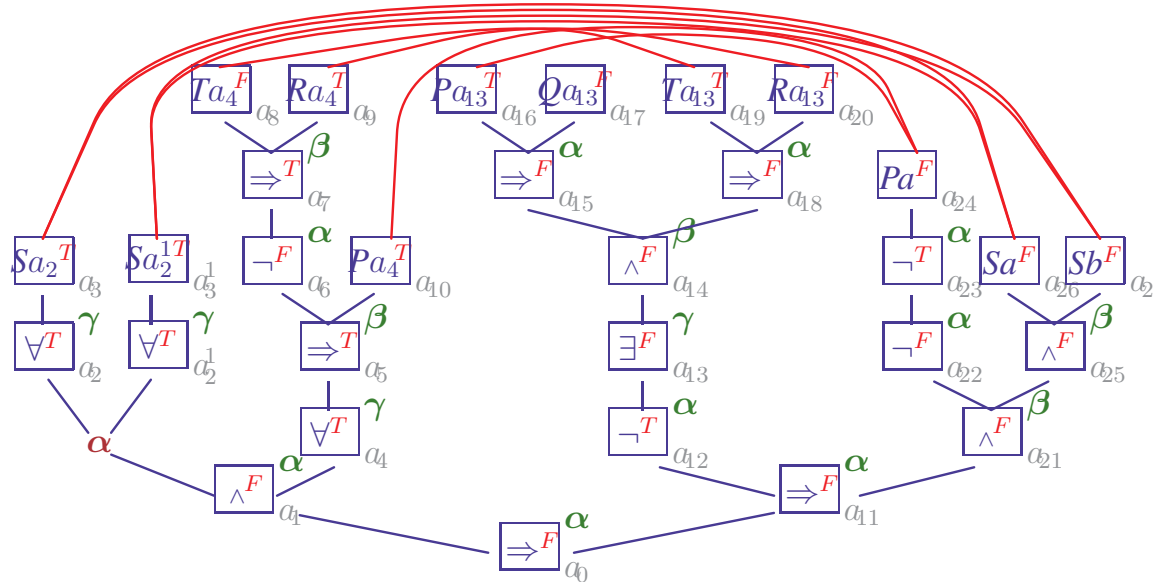 Ta₄ᶠ a₈ Ra₄ᵀ a₉ Pa₁₃ᵀ a₁₆ Qa₁₃ᶠ a₁₇ Ta₁₃ᵀ a₁₉ Ra₁₃ᶠ a₂₀
⇒ᵀ β a₇ ⇒ᶠ α a₁₅ ⇒ᶠ α a₁₈ Paᶠ a₂₄
Sa₂ᵀ a₃ Sa₂¹ᵀ a₃¹ ¬ᶠ α a₆ Pa₄ᵀ a₁₀ ∧ᶠ β a₁₄ ¬ᵀ α a₂₃ Saᶠ a₂₆ Sbᶠ a₂
∀ᵀ γ a₂ ∀ᵀ γ a₂¹ ⇒ᵀ β a₅ ∃ᶠ γ a₁₃ ¬ᶠ α a₂₂ ∧ᶠ β a₂₅
α ∀ᵀ γ a₄ ¬ᵀ α a₁₂ ∧ᶠ β a₂₁
∧ᶠ α a₁ ⇒ᶠ α a₁₁
⇒ᶠ α a₀